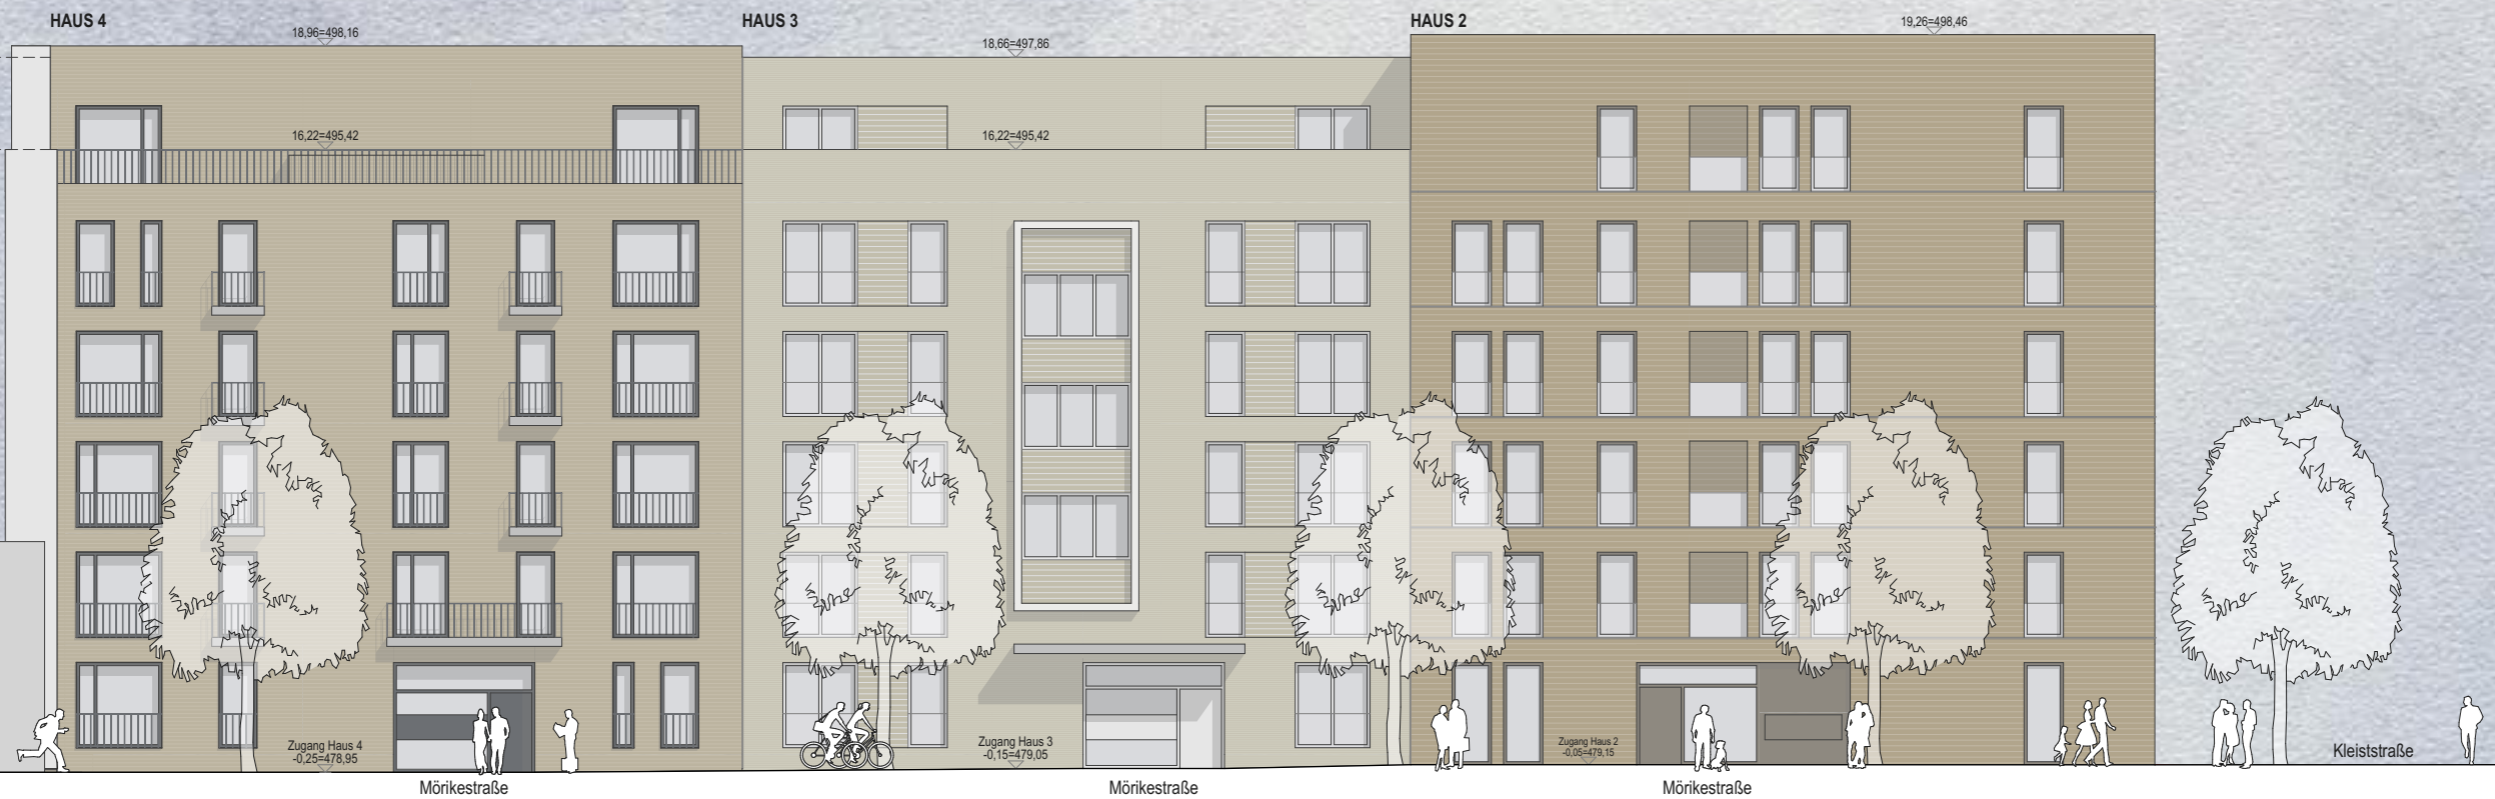 HAUS 4
HAUS 3
HAUS 2
18,96=498,16
18,66=497,86
19,26=498,46
16,22=495,42
16,22=495,42
Zugang Haus 4
-0,25=478,95
Zugang Haus 3
-0,15=479,05
Zugang Haus 2
-0,05=479,15
Kleiststraße
Mörikestraße
Mörikestraße
Mörikestraße